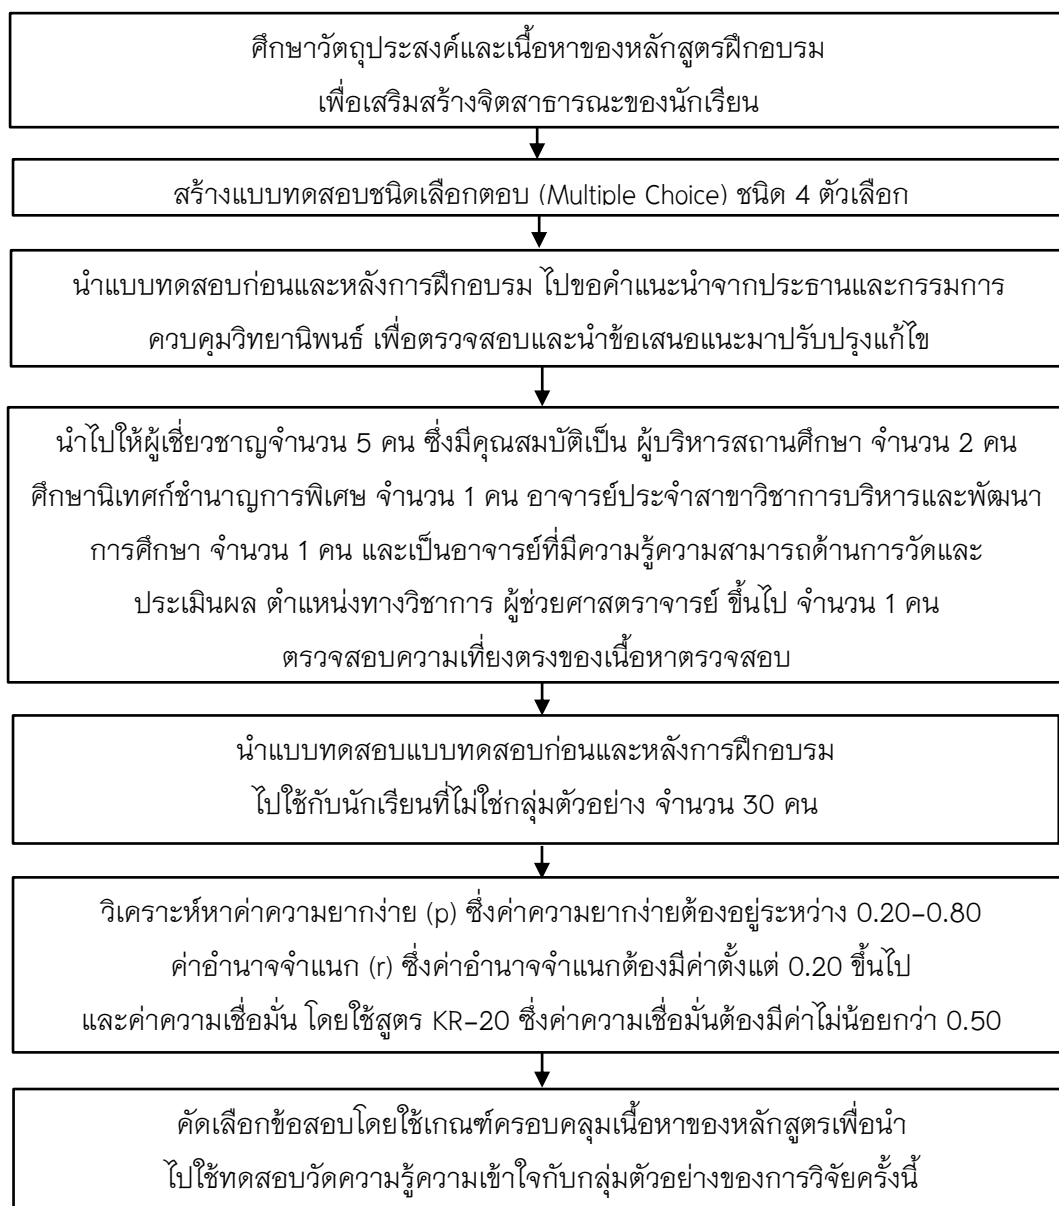 ศึกษาวัตถุประสงค์และเนื้อหาของหลักสูตรฝึกอบรม
เพื่อเสริมสร้างจิตสาธารณะของนักเรียน
สร้างแบบทดสอบชนิดเลือกตอบ (Multiple Choice) ชนิด 4 ตัวเลือก
นำแบบทดสอบก่อนและหลังการฝึกอบรม ไปขอคำแนะนำจากประธานและกรรมการ
ควบคุมวิทยานิพนธ์ เพื่อตรวจสอบและนำข้อเสนอแนะมาปรับปรุงแก้ไข
นำไปให้ผู้เชี่ยวชาญจำนวน 5 คน ซึ่งมีคุณสมบัติเป็น ผู้บริหารสถานศึกษา จำนวน 2 คน
ศึกษานิเทศก์ชำนาญการพิเศษ จำนวน 1 คน อาจารย์ประจำสาขาวิชาการบริหารและพัฒนา
การศึกษา จำนวน 1 คน และเป็นอาจารย์ที่มีความรู้ความสามารถด้านการวัดและ
ประเมินผล ตำแหน่งทางวิชาการ ผู้ช่วยศาสตราจารย์ ขึ้นไป จำนวน 1 คน
ตรวจสอบความเที่ยงตรงของเนื้อหาตรวจสอบ
นำแบบทดสอบแบบทดสอบก่อนและหลังการฝึกอบรม
ไปใช้กับนักเรียนที่ไม่ใช่กลุ่มตัวอย่าง จำนวน 30 คน
วิเคราะห์หาค่าความยากง่าย (p) ซึ่งค่าความยากง่ายต้องอยู่ระหว่าง 0.20-0.80
ค่าอำนาจจำแนก (r) ซึ่งค่าอำนาจจำแนกต้องมีค่าตั้งแต่ 0.20 ขึ้นไป
และค่าความเชื่อมั่น โดยใช้สูตร KR-20 ซึ่งค่าความเชื่อมั่นต้องมีค่าไม่น้อยกว่า 0.50
คัดเลือกข้อสอบโดยใช้เกณฑ์ครอบคลุมเนื้อหาของหลักสูตรเพื่อนำ
ไปใช้ทดสอบวัดความรู้ความเข้าใจกับกลุ่มตัวอย่างของการวิจัยครั้งนี้